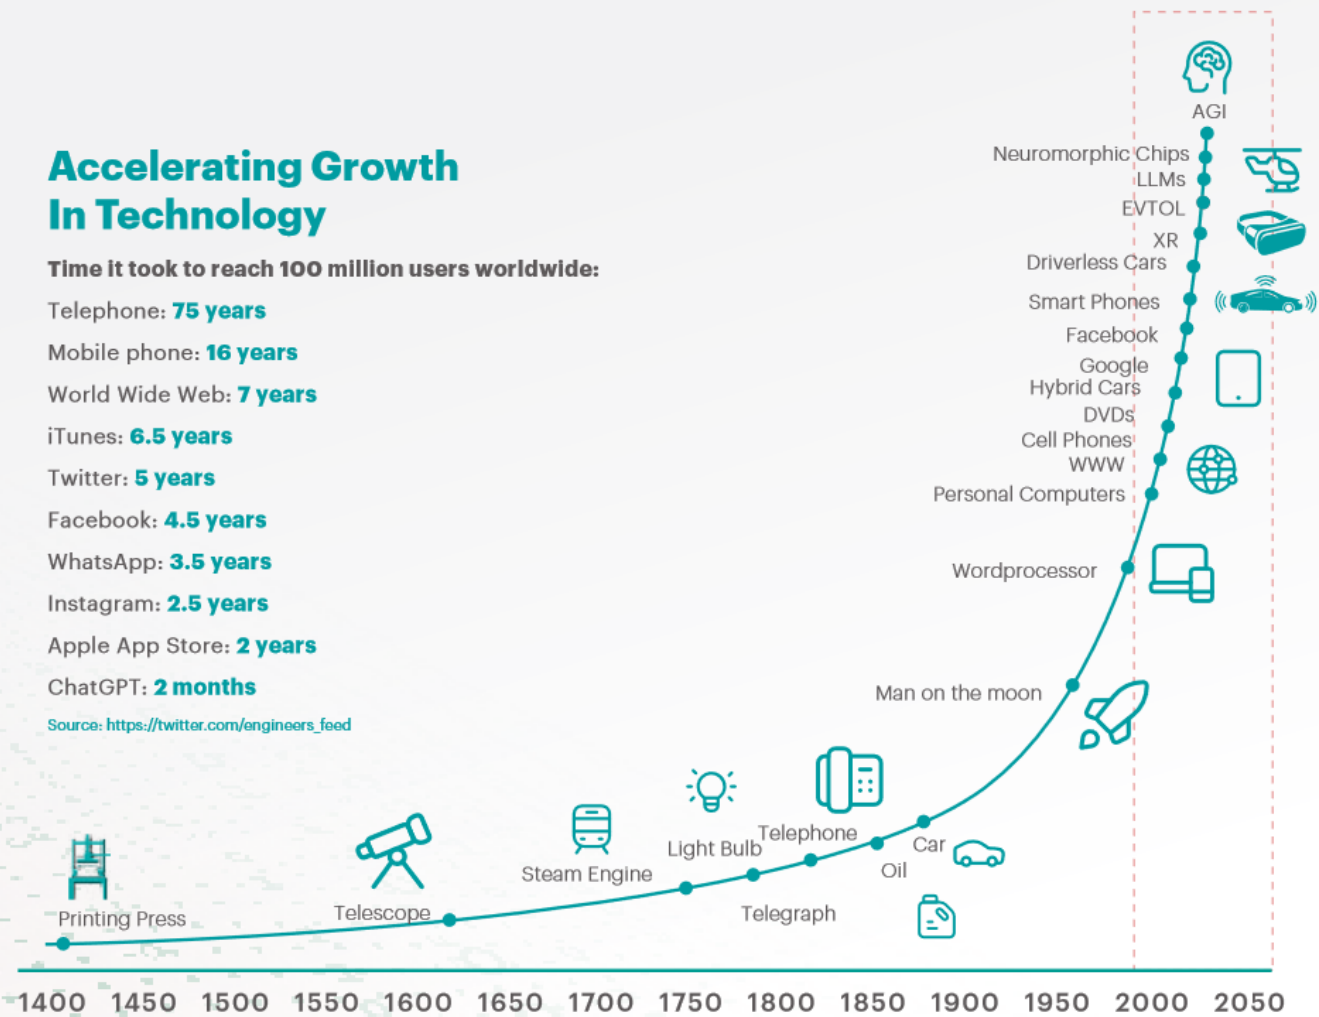 Accelerating Growth
In Technology
Time it took to reach 100 million users worldwide:
Telephone: 75 years
Mobile phone: 16 years
World Wide Web: 7 years
iTunes: 6.5 years
Twitter: 5 years
Facebook: 4.5 years
WhatsApp: 3.5 years
Instagram: 2.5 years
Apple App Store: 2 years
ChatGPT: 2 months
Source: https://twitter.com/engineers_feed
AGI
Neuromorphic Chips
LLMs
EVTOL
XR
Driverless Cars
Smart Phones
Facebook
Google
Hybrid Cars
DVDs
Cell Phones
WWW
Personal Computers
Wordprocessor
Man on the moon
Car
Oil
Telephone
Telegraph
Light Bulb
Steam Engine
Telescope
Printing Press
1400 1450 1500 1550 1600 1650 1700 1750 1800 1850 1900 1950 2000 2050